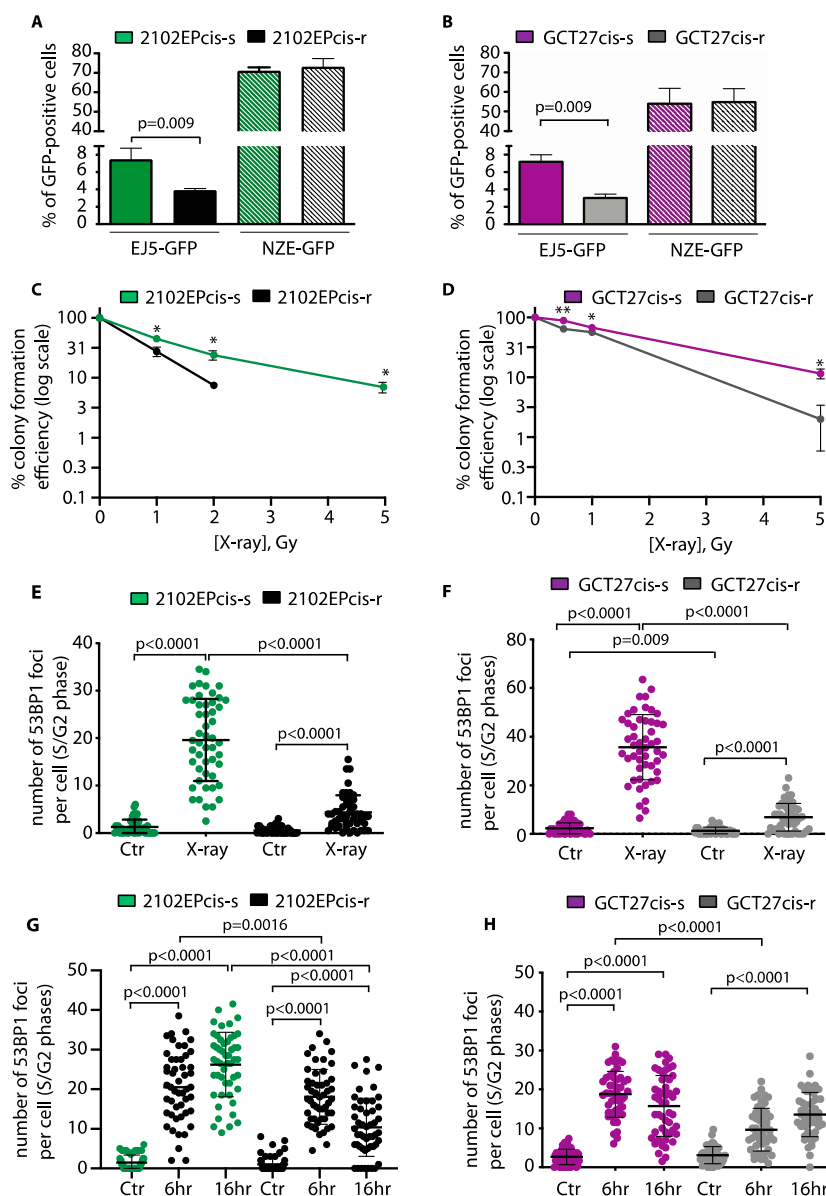 A
2102EPcis-s 2102EPcis-r
% of GFP-positive cells
80
70
60
50
40
8
6
4
2
0
p=0.009
EJ5-GFP NZE-GFP
B
GCT27cis-s GCT27cis-r
% of GFP-positive cells
80
70
60
50
40
8
6
4
2
0
p=0.009
EJ5-GFP NZE-GFP
C
2102EPcis-s 2102EPcis-r
% colony formation
efficiency (log scale)
100
31
10
3
1
0.3
0.1
* * *
0 1 2 3 4 5
[X-ray], Gy
D
GCT27cis-s GCT27cis-r
% colony formation
efficiency (log scale)
100
31
10
3
1
0.3
0.1
** * *
0 1 2 3 4 5
[X-ray], Gy
E
2102EPcis-s 2102EPcis-r
number of 53BP1 foci
per cell (S/G2 phase)
40
30
20
10
0
p<0.0001 p<0.0001
p<0.0001
Ctr X-ray Ctr X-ray
F
GCT27cis-s GCT27cis-r
number of 53BP1 foci
per cell (S/G2 phases)
80
60
40
20
0
p<0.0001 p<0.0001
p=0.009
p<0.0001
Ctr X-ray Ctr X-ray
G
2102EPcis-s 2102EPcis-r
number of 53BP1 foci
per cell (S/G2 phases)
50
40
30
20
10
0
p=0.0016
p<0.0001 p<0.0001
p<0.0001
p<0.0001 p<0.0001
Ctr 6hr 16hr Ctr 6hr 16hr
H
GCT27cis-s GCT27cis-r
number of 53BP1 foci
per cell (S/G2 phases)
50
40
30
20
10
0
p<0.0001
p<0.0001
p<0.0001 p<0.0001
Ctr 6hr 16hr Ctr 6hr 16hr